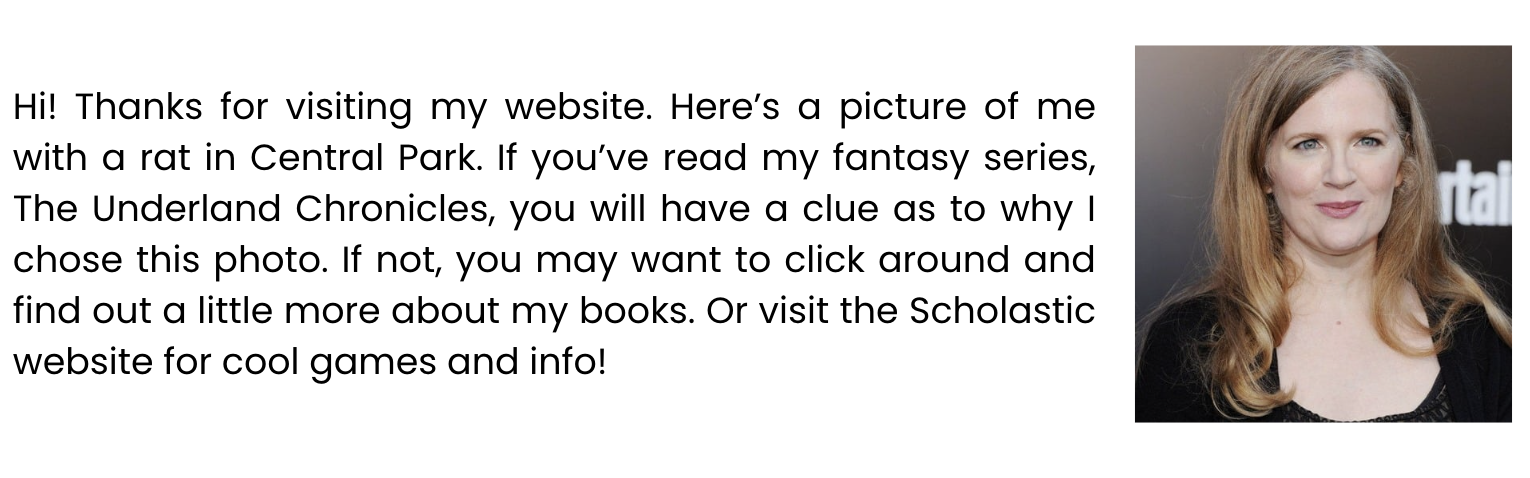 Hi! Thanks for visiting my website. Here’s a picture of me
with a rat in Central Park. If you’ve read my fantasy series,
The Underland Chronicles, you will have a clue as to why I
chose this photo. If not, you may want to click around and
find out a little more about my books. Or visit the Scholastic
website for cool games and info!
rtai